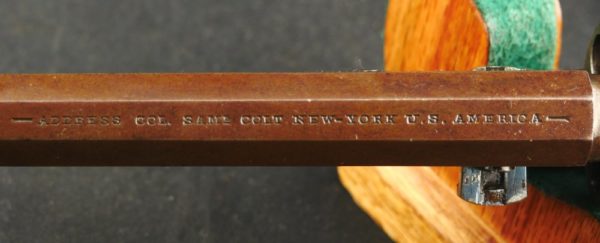 — ADDRESS COL. SAML COLT NEW-YORK U.S. AMERICA —